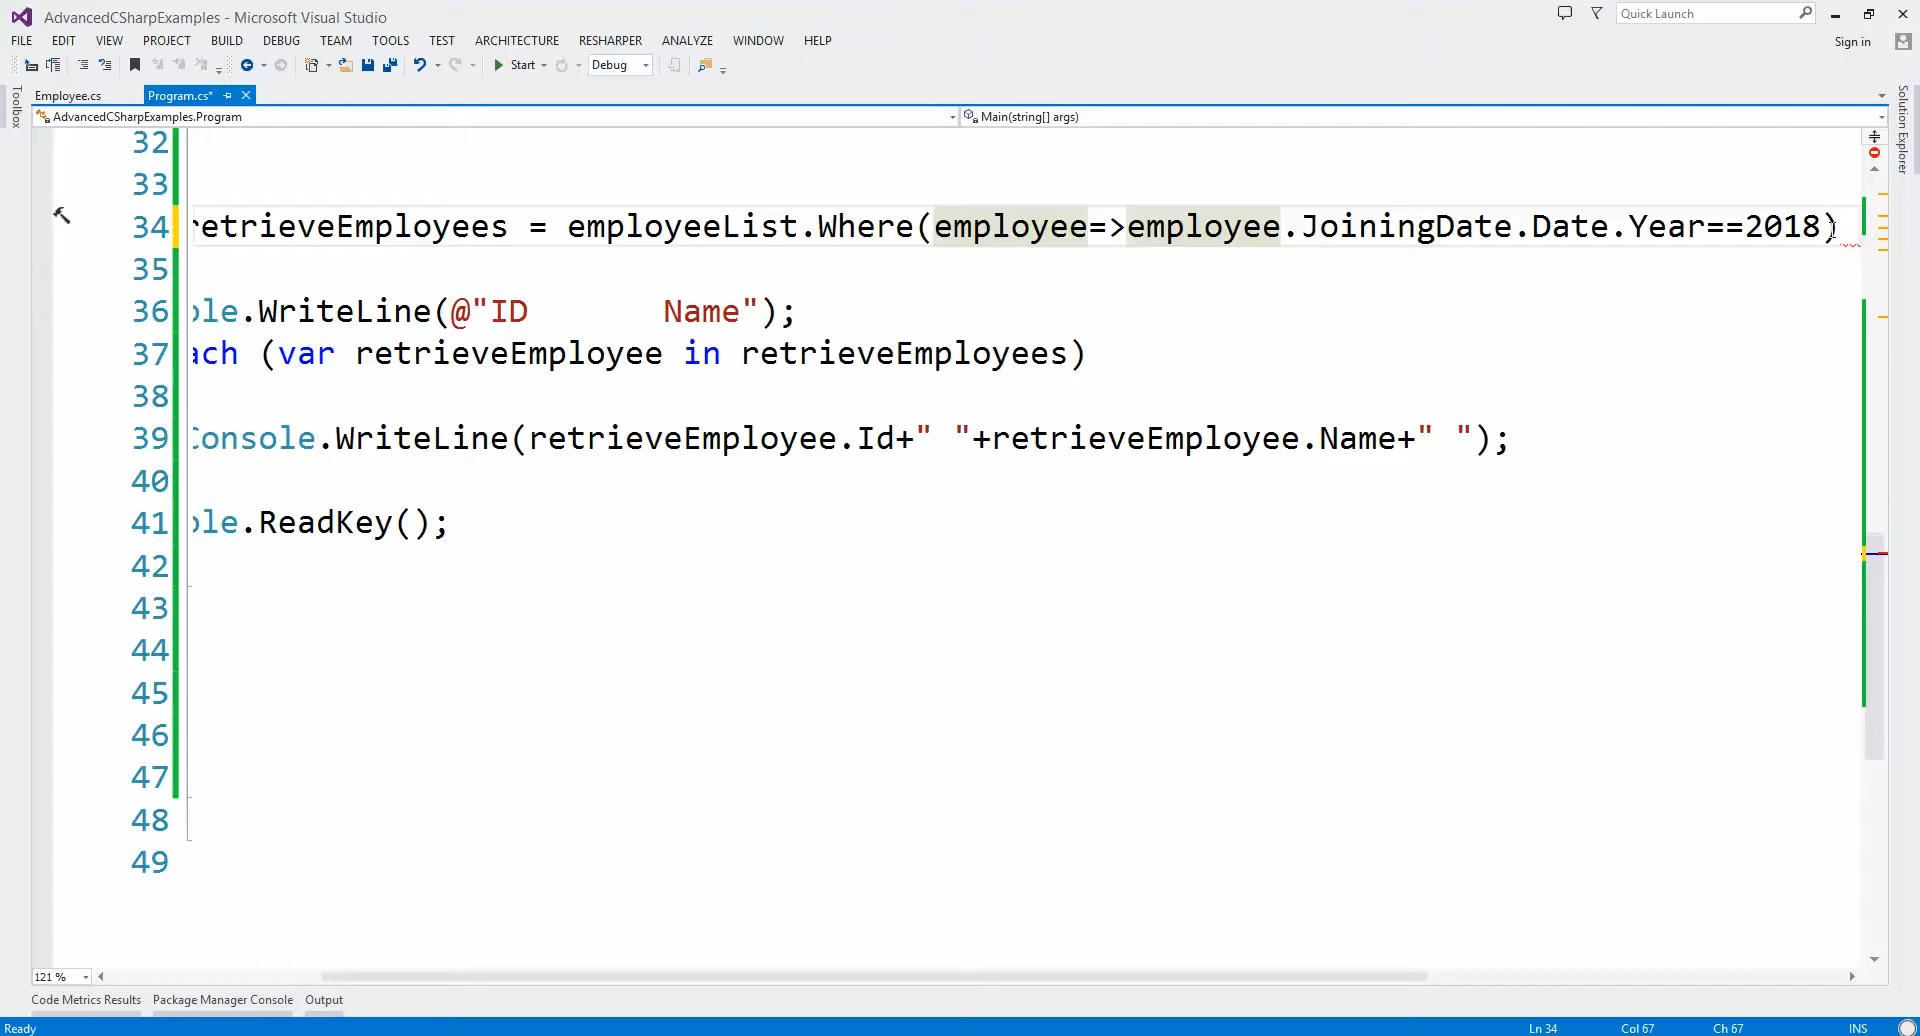 AdvancedCSharpExamples - Microsoft Visual Studio
Quick Launch
FILE EDIT VIEW PROJECT BUILD DEBUG TEAM TOOLS TEST ARCHITECTURE RESHARPER ANALYZE WINDOW HELP
Sign in
Start Debug
Toolbox
Employee.cs Program.cs*
Solution Explorer
AdvancedCSharpExamples.Program Main(string[] args)
32
33
34 retrieveEmployees = employeeList.Where(employee=>employee.JoiningDate.Date.Year==2018)
35
36 ole.WriteLine(@"ID Name");
37 ach (var retrieveEmployee in retrieveEmployees)
38
39 Console.WriteLine(retrieveEmployee.Id+" "+retrieveEmployee.Name+" ");
40
41 ole.ReadKey();
42
43
44
45
46
47
48
49
121 %
Code Metrics Results Package Manager Console Output
Ready Ln 34 Col 67 Ch 67 INS